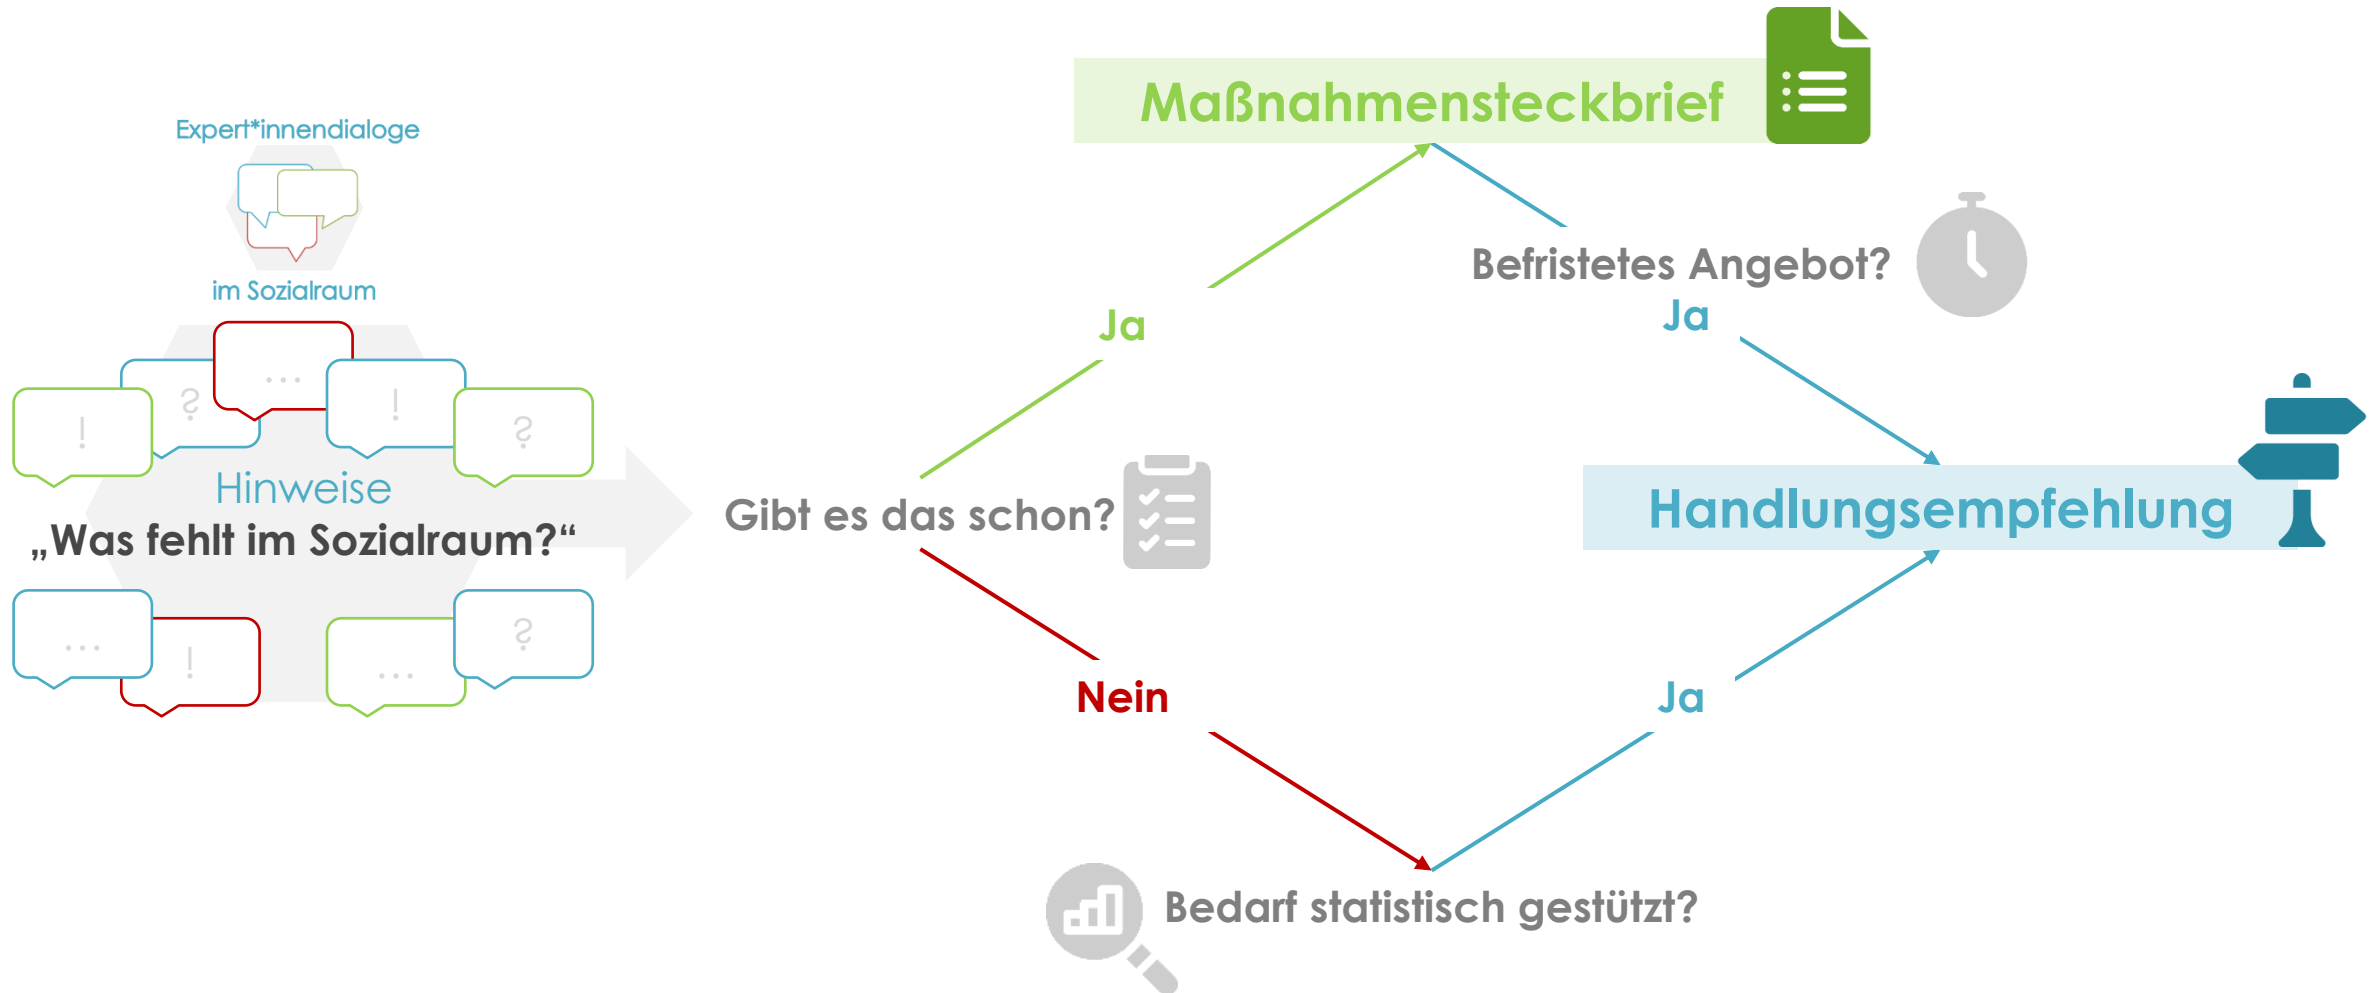 Expert*innendialoge
im Sozialraum
...
?
!
!
?
Hinweise
„Was fehlt im Sozialraum?“
...
!
...
?
Gibt es das schon?
Ja
Maßnahmensteckbrief
Befristetes Angebot?
Ja
Handlungsempfehlung
Nein
Ja
Bedarf statistisch gestützt?